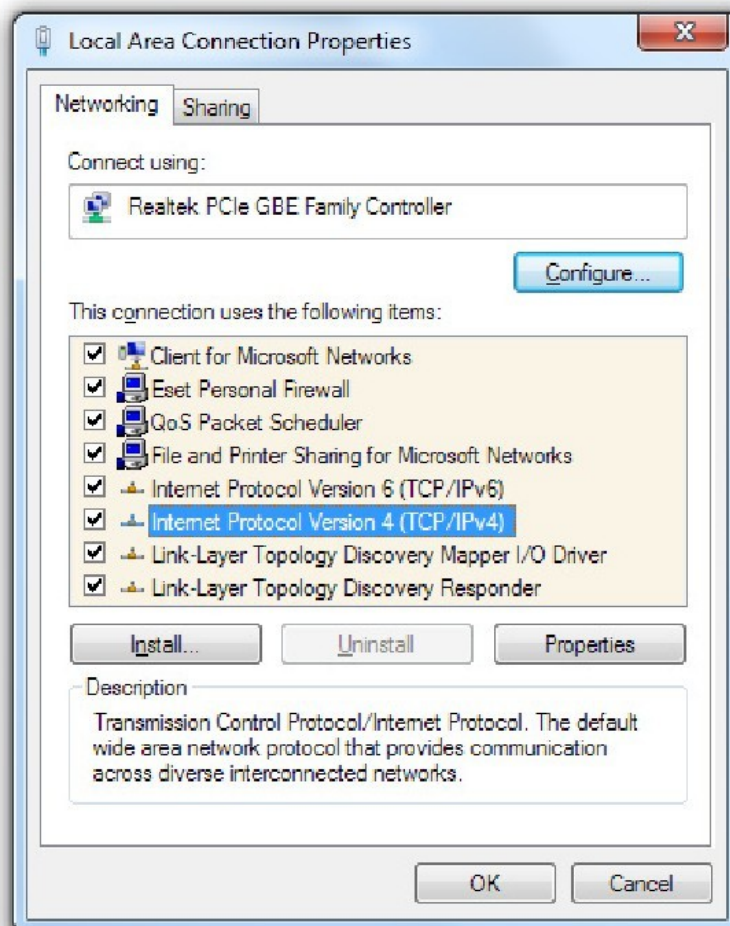 Local Area Connection Properties
Networking
Sharing
Connect using:
Realtek PCIe GBE Family Controller
Configure...
This connection uses the following items:
Client for Microsoft Networks
Eset Personal Firewall
QoS Packet Scheduler
File and Printer Sharing for Microsoft Networks
Internet Protocol Version 6 (TCP/IPv6)
Internet Protocol Version 4 (TCP/IPv4)
Link-Layer Topology Discovery Mapper I/O Driver
Link-Layer Topology Discovery Responder
Install...
Uninstall
Properties
Description
Transmission Control Protocol/Internet Protocol. The default
wide area network protocol that provides communication
across diverse interconnected networks.
OK
Cancel